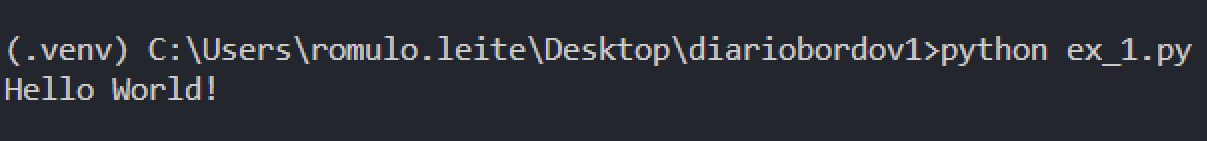 (.venv) C:\Users\romulo.leite\Desktop\diariobordov1>python ex_1.py
Hello World!